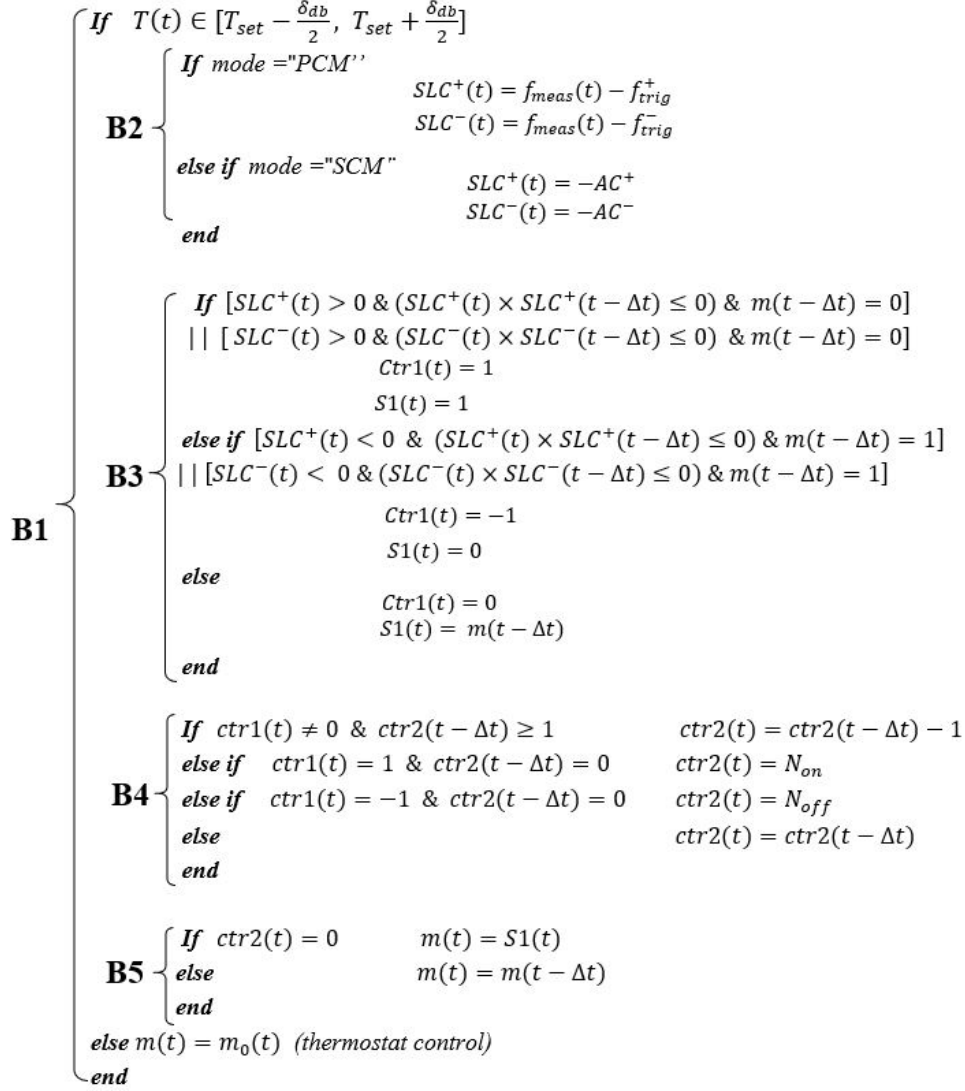 If T(t) ∈ [T_set − δ_db/2, T_set + δ_db/2]
If mode ="PCM''
SLC⁺(t) = f_meas(t) − f⁺_trig
B2
SLC⁻(t) = f_meas(t) − f⁻_trig
else if mode ="SCM"
SLC⁺(t) = −AC⁺
SLC⁻(t) = −AC⁻
end
If [SLC⁺(t) > 0 & (SLC⁺(t) × SLC⁺(t − Δt) ≤ 0) & m(t − Δt) = 0]
|| [ SLC⁻(t) > 0 & (SLC⁻(t) × SLC⁻(t − Δt) ≤ 0) & m(t − Δt) = 0]
Ctr1(t) = 1
S1(t) = 1
else if [SLC⁺(t) < 0 & (SLC⁺(t) × SLC⁺(t − Δt) ≤ 0) & m(t − Δt) = 1]
B3 || [SLC⁻(t) < 0 & (SLC⁻(t) × SLC⁻(t − Δt) ≤ 0) & m(t − Δt) = 1]
B1
Ctr1(t) = −1
S1(t) = 0
else
Ctr1(t) = 0
S1(t) = m(t − Δt)
end
If ctr1(t) ≠ 0 & ctr2(t − Δt) ≥ 1 ctr2(t) = ctr2(t − Δt) − 1
else if ctr1(t) = 1 & ctr2(t − Δt) = 0 ctr2(t) = N_on
B4 else if ctr1(t) = −1 & ctr2(t − Δt) = 0 ctr2(t) = N_off
else ctr2(t) = ctr2(t − Δt)
end
If ctr2(t) = 0 m(t) = S1(t)
B5 else m(t) = m(t − Δt)
end
else m(t) = m₀(t) (thermostat control)
end